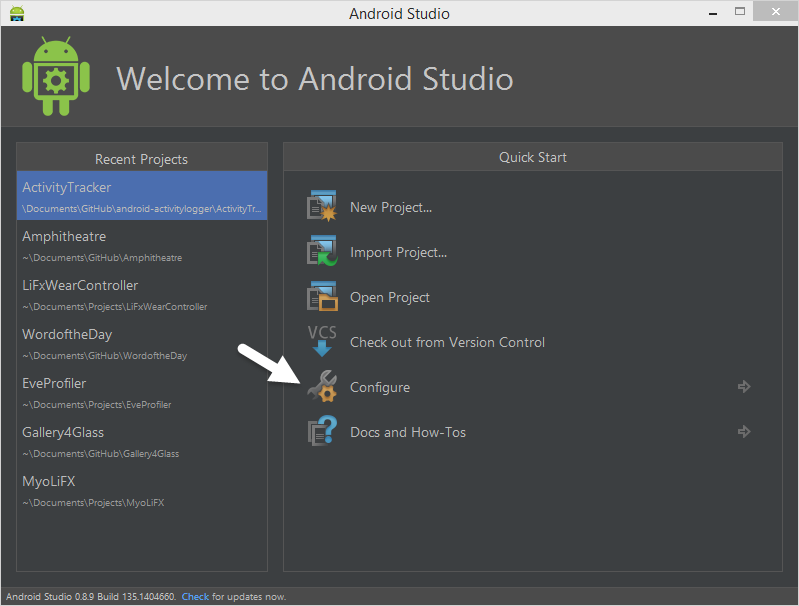 Android Studio
Welcome to Android Studio
Recent Projects
ActivityTracker
\Documents\GitHub\android-activitylogger\ActivityTr...
Amphitheatre
~\Documents\GitHub\Amphitheatre
LiFxWearController
~\Documents\Projects\LiFxWearController
WordoftheDay
~\Documents\GitHub\WordoftheDay
EveProfiler
~\Documents\Projects\EveProfiler
Gallery4Glass
~\Documents\GitHub\Gallery4Glass
MyoLiFX
~\Documents\Projects\MyoLiFX
Quick Start
New Project...
Import Project...
Open Project
VCS
Check out from Version Control
Configure
Docs and How-Tos
Android Studio 0.8.9 Build 135.1404660. Check for updates now.